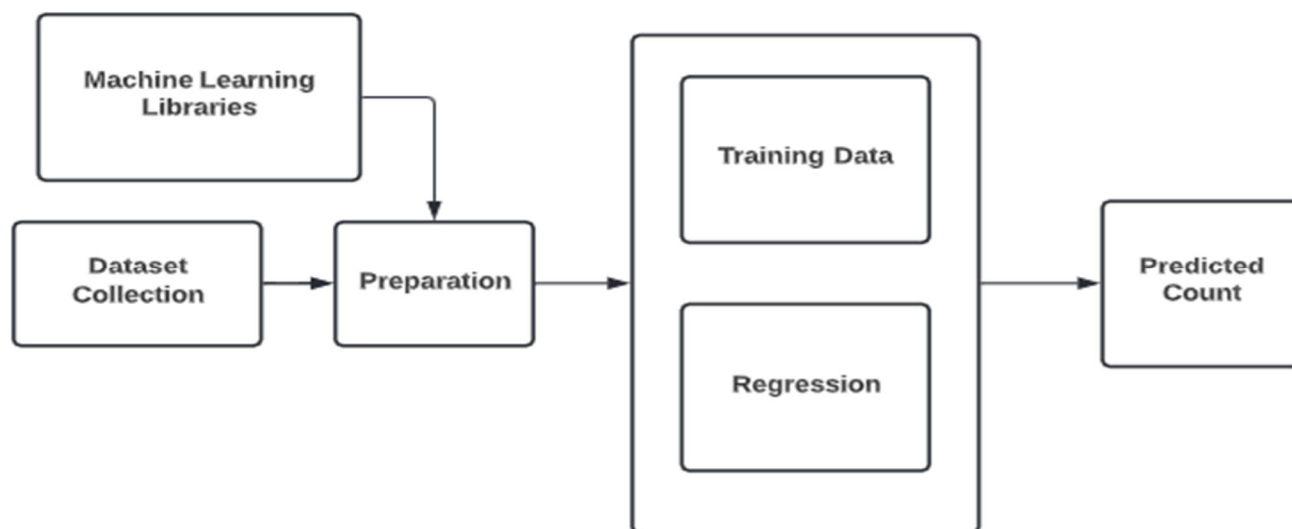 Machine Learning
Libraries
Dataset
Collection
Preparation
Training Data
Regression
Predicted
Count